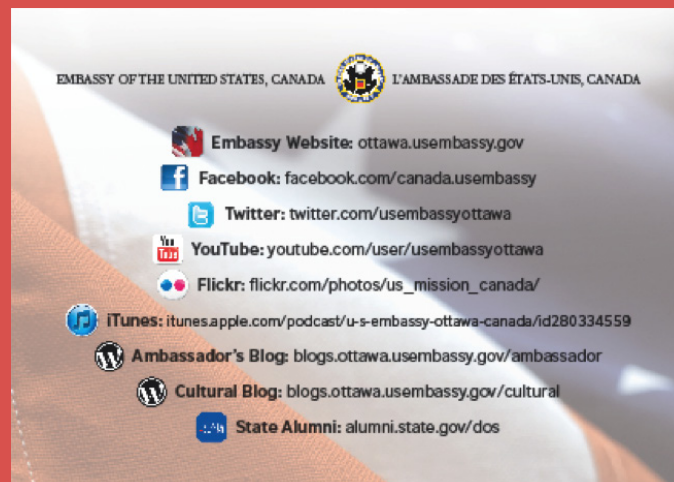 EMBASSY OF THE UNITED STATES, CANADA L'AMBASSADE DES ÉTATS-UNIS, CANADA
Embassy Website: ottawa.usembassy.gov
Facebook: facebook.com/canada.usembassy
Twitter: twitter.com/usembassyottawa
You Tube YouTube: youtube.com/user/usembassyottawa
Flickr: flickr.com/photos/us_mission_canada/
iTunes: itunes.apple.com/podcast/u-s-embassy-ottawa-canada/id280334559
Ambassador's Blog: blogs.ottawa.usembassy.gov/ambassador
Cultural Blog: blogs.ottawa.usembassy.gov/cultural
State Alumni: alumni.state.gov/dos